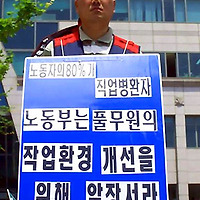 노동자의 80%가
직업병환자
노동부는 풀무원의
작업환경 개선을
위해 앞장서라